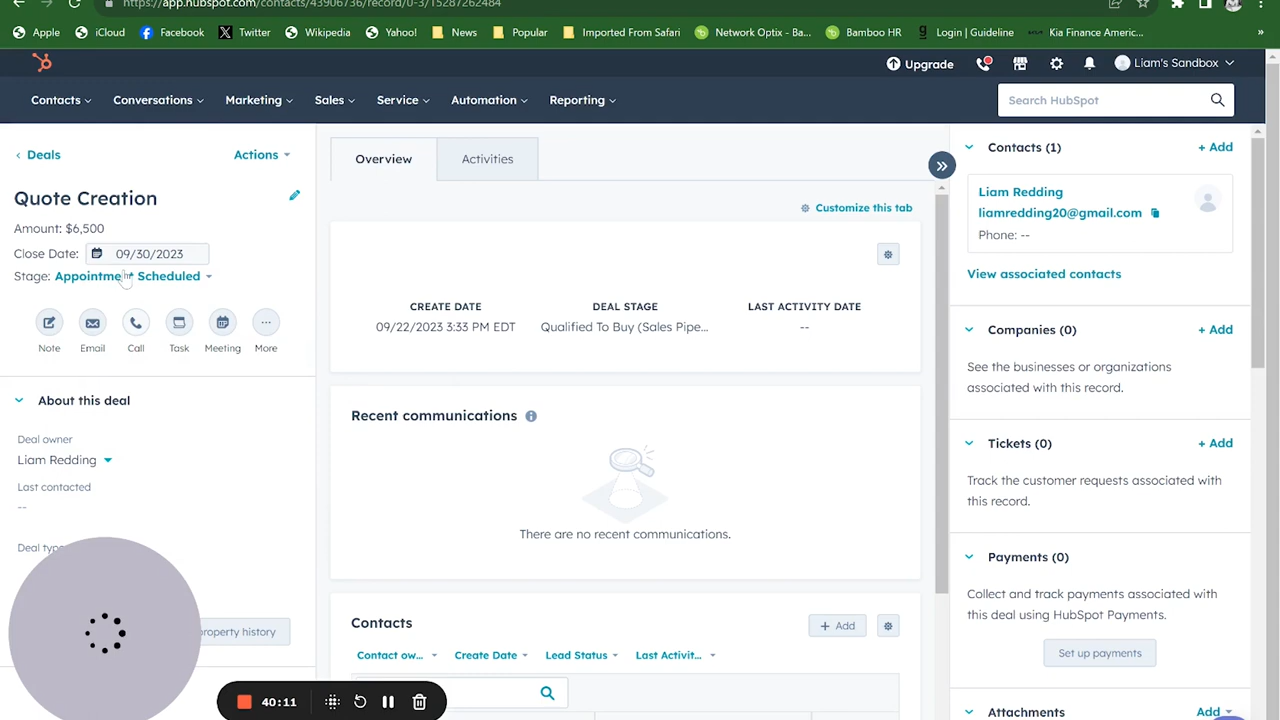 https://app.hubspot.com/contacts/43906736/record/0-3/15287262484
Apple iCloud Facebook Twitter Wikipedia Yahoo! News Popular Imported From Safari Network Optix - Ba... Bamboo HR Login | Guideline Kia Finance Americ... »
Upgrade Liam's Sandbox
Contacts Conversations Marketing Sales Service Automation Reporting Search HubSpot
Deals Actions
Quote Creation
Amount: $6,500
Close Date: 09/30/2023
Stage: Scheduled
Note Email Call Task Meeting More
About this deal
Deal owner
Liam Redding
Last contacted
--
Deal
property history
40:11
Overview Activities
Customize this tab
CREATE DATE DEAL STAGE LAST ACTIVITY DATE
09/22/2023 3:33 PM EDT Qualified To Buy (Sales Pipe... --
Recent communications
There are no recent communications.
Contacts + Add
Contact ow... Create Date Lead Status Last Activit...
Contacts (1) + Add
Liam Redding
liamredding20@gmail.com
Phone: --
View associated contacts
Companies (0) + Add
See the businesses or organizations
associated with this record.
Tickets (0) + Add
Track the customer requests associated with
this record.
Payments (0)
Collect and track payments associated with
this deal using HubSpot Payments.
Set up payments
Attachments Add